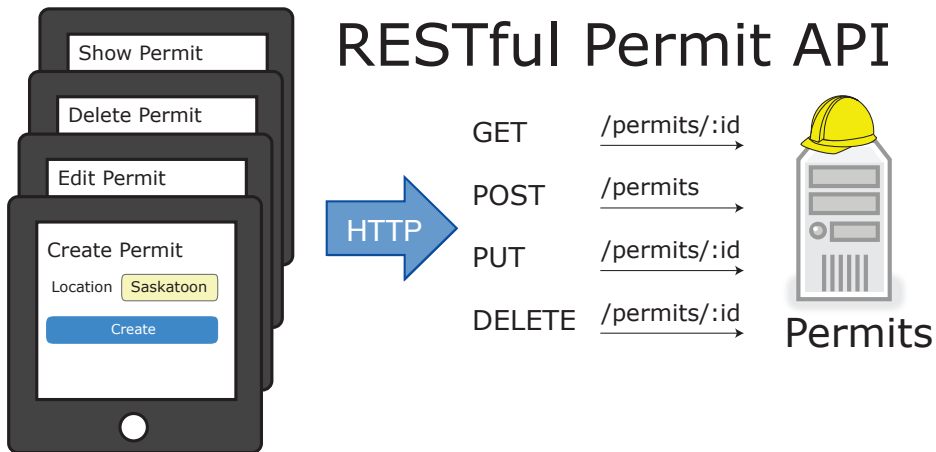 RESTful Permit API
Show Permit
Delete Permit
Edit Permit
Create Permit
Location Saskatoon
Create
HTTP
GET /permits/:id
POST /permits
PUT /permits/:id
DELETE /permits/:id
Permits